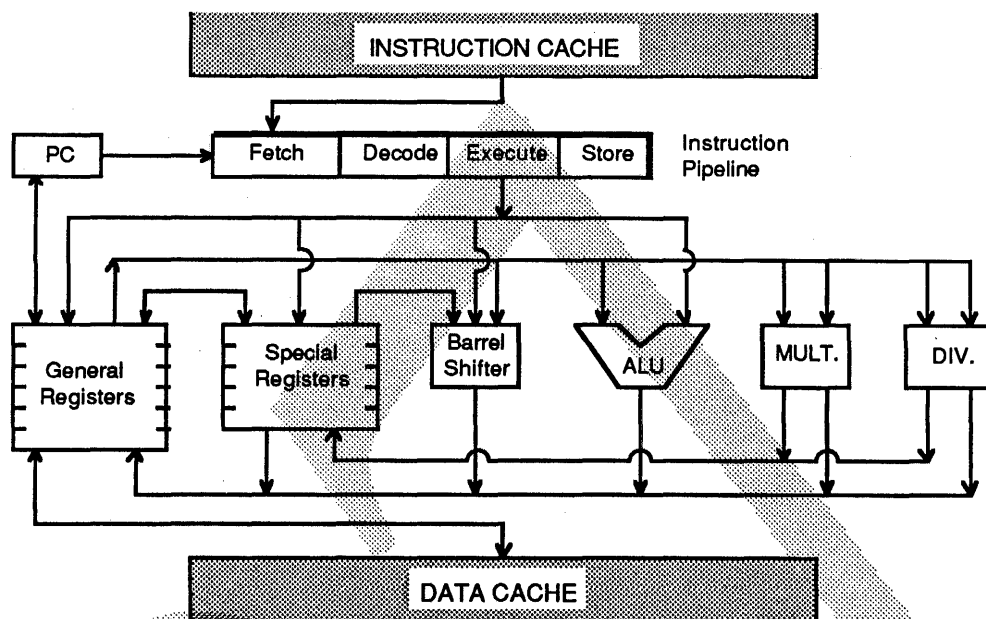 INSTRUCTION CACHE
PC
Fetch
Decode
Execute
Store
Instruction
Pipeline
General
Registers
Special
Registers
Barrel
Shifter
ALU
MULT.
DIV.
DATA CACHE